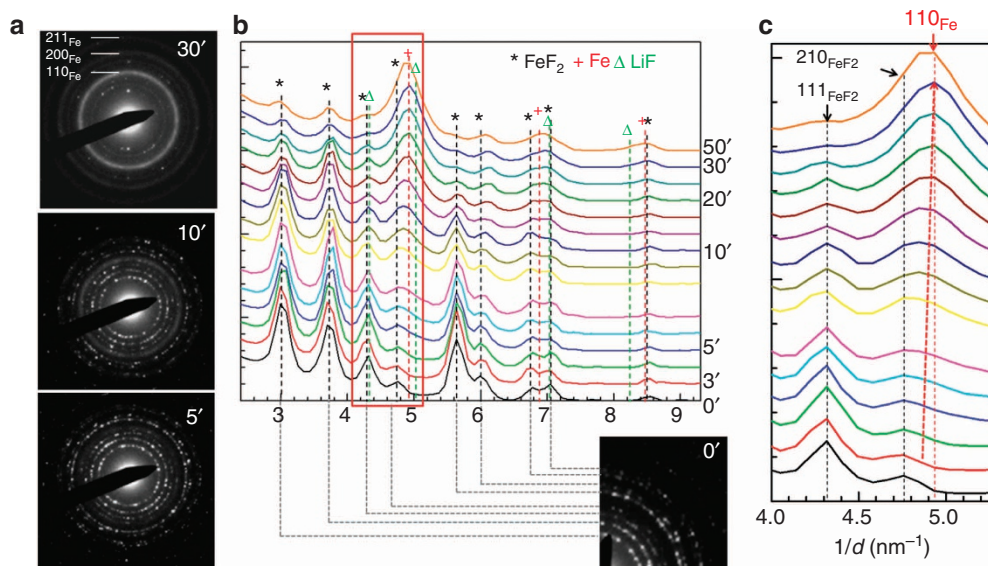 a
211Fe
200Fe
110Fe
30′
10′
5′
b
* FeF2 + Fe Δ LiF
* * * Δ * + Δ * * * + Δ * Δ + *
50′
30′
20′
10′
5′
3′
0′
3 4 5 6 7 8 9
0′
c
110Fe
210FeF2
111FeF2
4.0 4.5 5.0
1/d (nm−1)